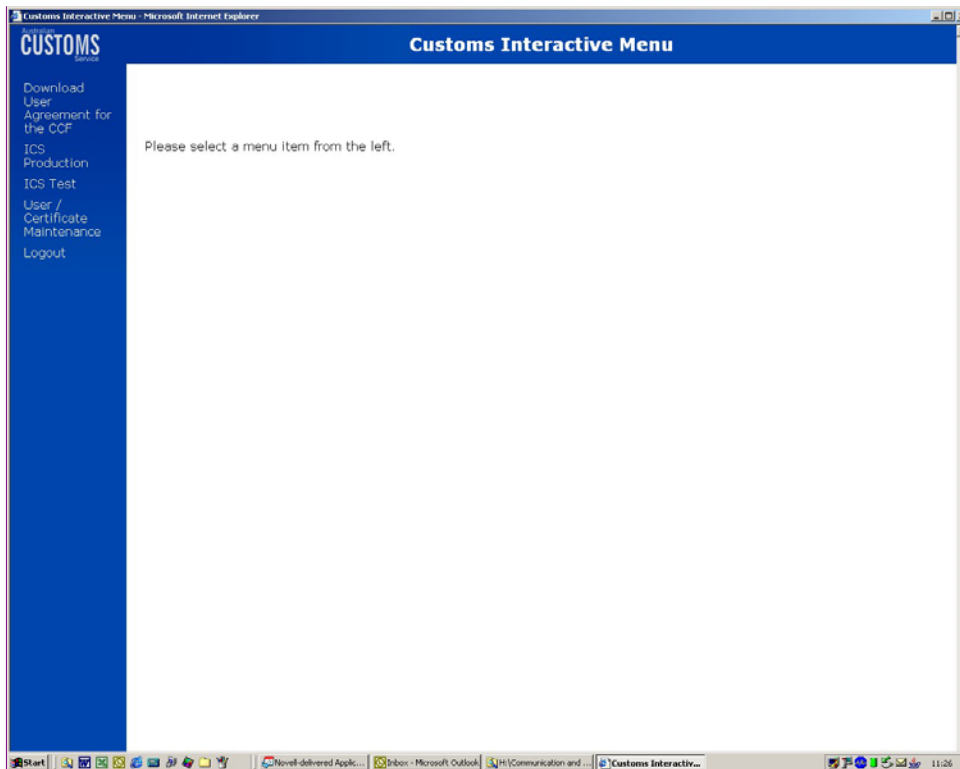 Customs Interactive Menu - Microsoft Internet Explorer
Australian
CUSTOMS
Service
Customs Interactive Menu
Download
User
Agreement for
the CCF
ICS
Production
ICS Test
User /
Certificate
Maintenance
Logout
Please select a menu item from the left.
Start
Novell-delivered Applic...
Inbox - Microsoft Outlook
H:\Communication and ...
Customs Interactiv...
11:26